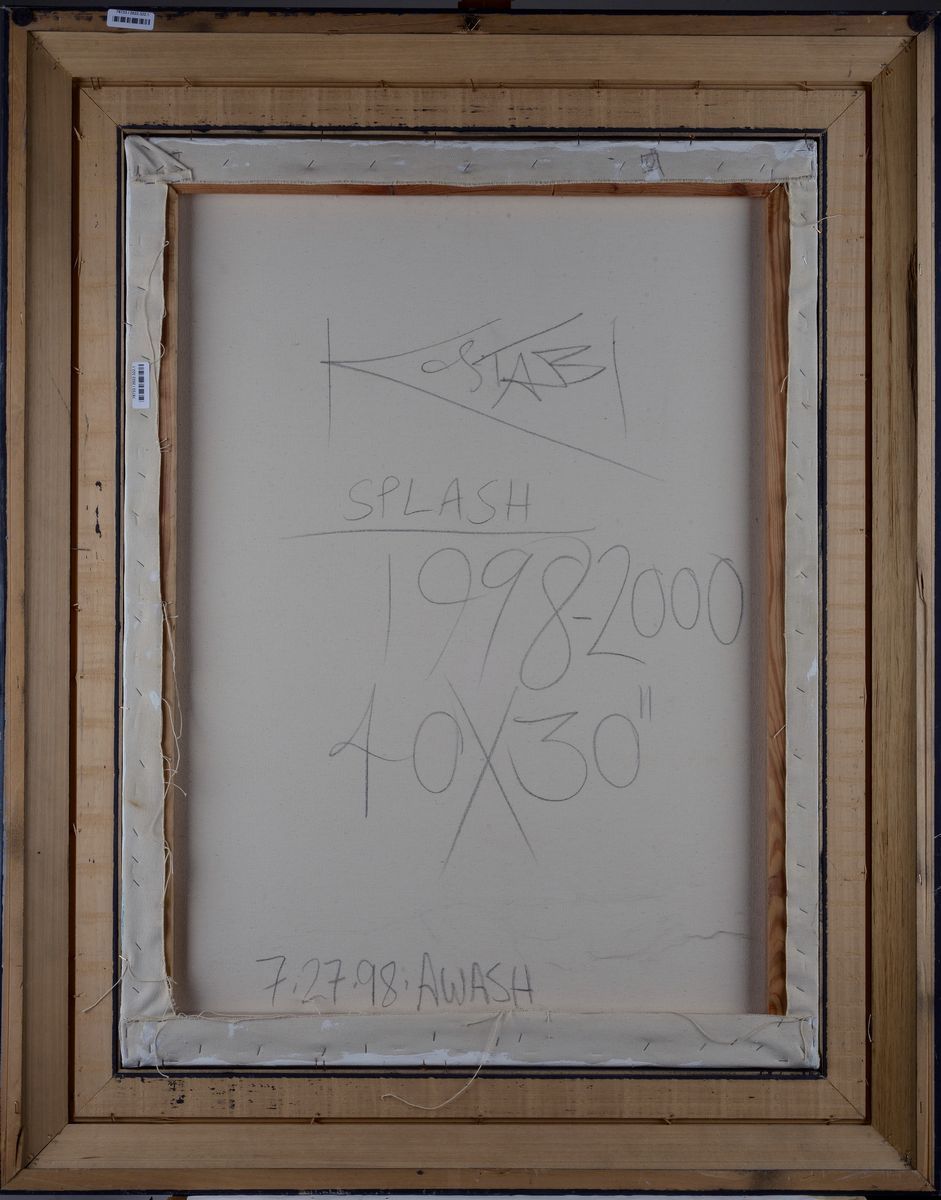 KOSTABI
SPLASH
1998-2000
40X30"
7.27.98.AWASH